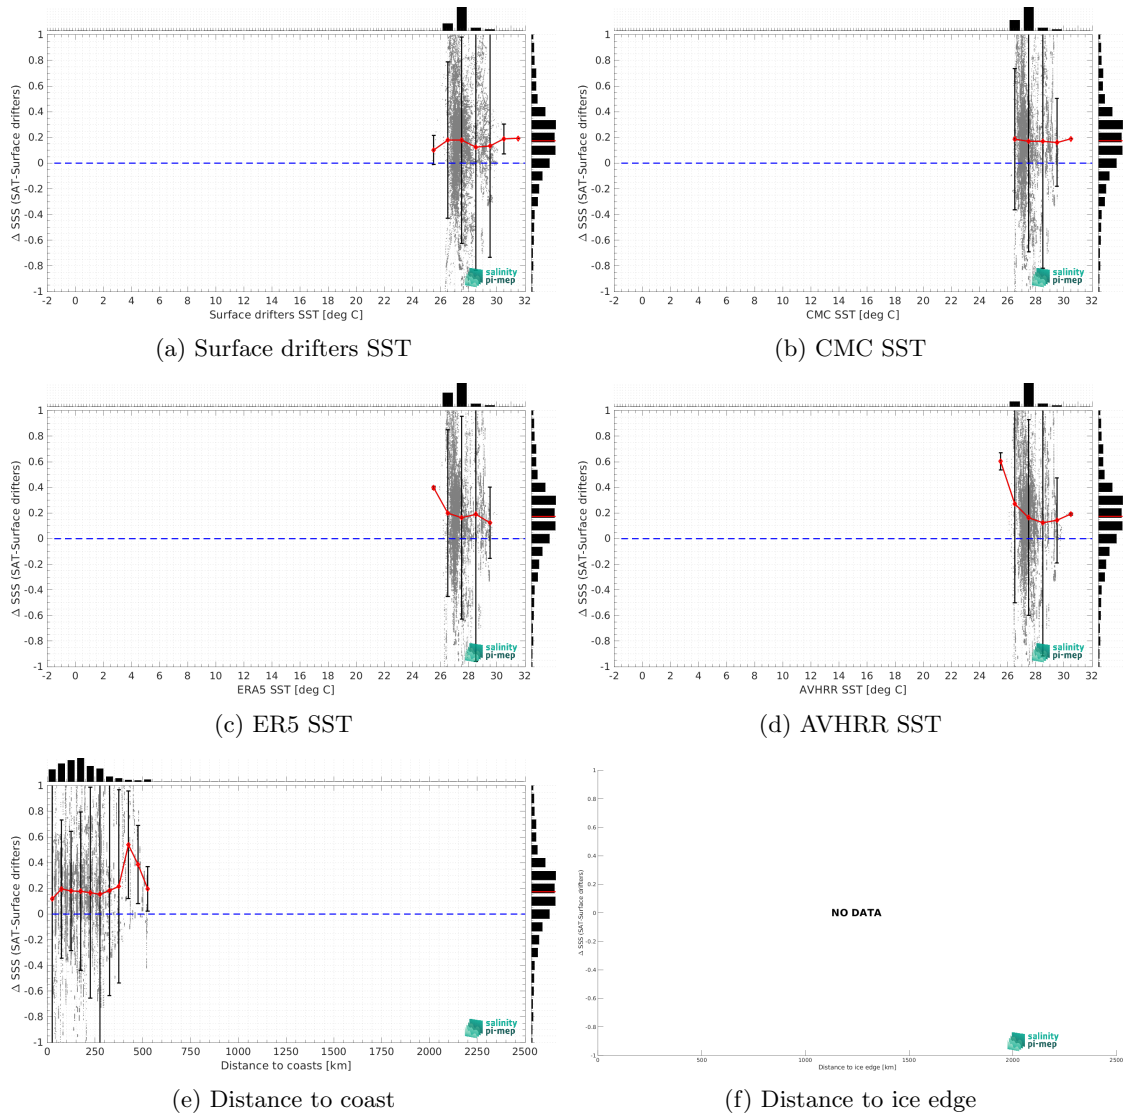 1
0.8
0.6
0.4
0.2
0
-0.2
-0.4
-0.6
-0.8
-1
Δ SSS (SAT-Surface drifters)
-2 0 2 4 6 8 10 12 14 16 18 20 22 24 26 28 30 32
Surface drifters SST [deg C]
salinity
pi-mep
(a) Surface drifters SST
1
0.8
0.6
0.4
0.2
0
-0.2
-0.4
-0.6
-0.8
-1
Δ SSS (SAT-Surface drifters)
-2 0 2 4 6 8 10 12 14 16 18 20 22 24 26 28 30 32
CMC SST [deg C]
salinity
pi-mep
(b) CMC SST
1
0.8
0.6
0.4
0.2
0
-0.2
-0.4
-0.6
-0.8
-1
Δ SSS (SAT-Surface drifters)
-2 0 2 4 6 8 10 12 14 16 18 20 22 24 26 28 30 32
ERA5 SST [deg C]
salinity
pi-mep
(c) ER5 SST
1
0.8
0.6
0.4
0.2
0
-0.2
-0.4
-0.6
-0.8
-1
Δ SSS (SAT-Surface drifters)
-2 0 2 4 6 8 10 12 14 16 18 20 22 24 26 28 30 32
AVHRR SST [deg C]
salinity
pi-mep
(d) AVHRR SST
1
0.8
0.6
0.4
0.2
0
-0.2
-0.4
-0.6
-0.8
-1
Δ SSS (SAT-Surface drifters)
0 250 500 750 1000 1250 1500 1750 2000 2250 2500
Distance to coasts [km]
salinity
pi-mep
(e) Distance to coast
1
0.8
0.6
0.4
0.2
0
-0.2
-0.4
-0.6
-0.8
-1
Δ SSS (SAT-Surface drifters)
NO DATA
0 500 1000 1500 2000 2500
Distance to ice edge [km]
salinity
pi-mep
(f) Distance to ice edge